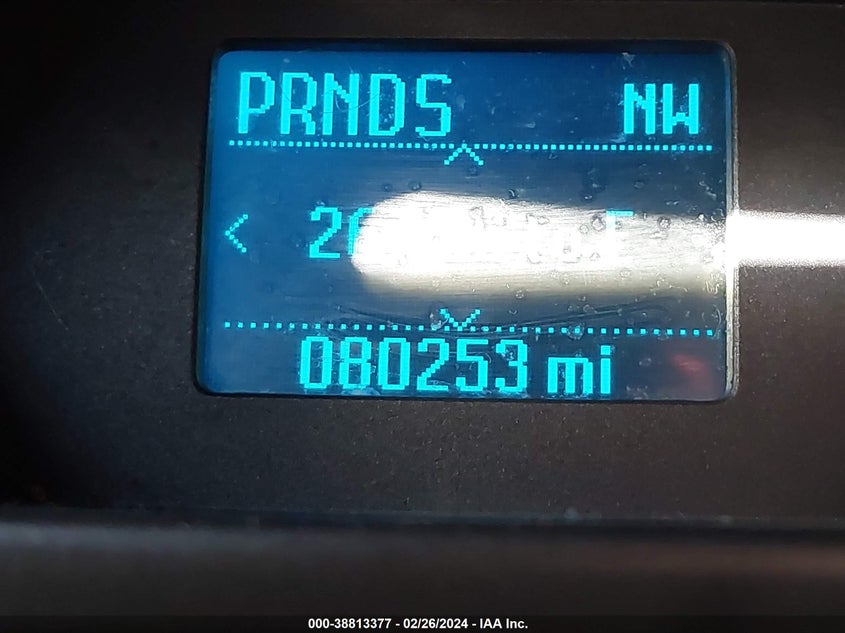 PRNDS NW
080253 mi
000-38813377 - 02/26/2024 - IAA Inc.